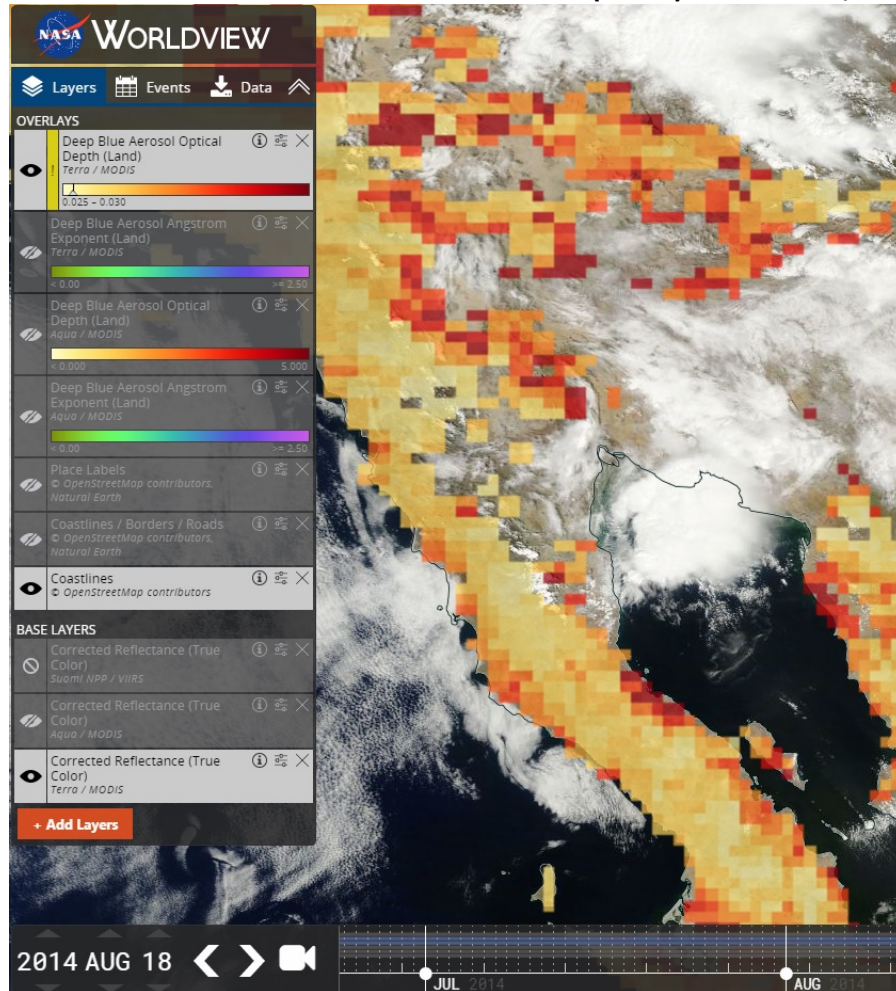 NASA WORLDVIEW
Layers Events Data
OVERLAYS
Deep Blue Aerosol Optical
Depth (Land)
Terra / MODIS
0.025 – 0.030
Deep Blue Aerosol Angstrom
Exponent (Land)
Terra / MODIS
< 0.00 >= 2.50
Deep Blue Aerosol Optical
Depth (Land)
Aqua / MODIS
< 0.000 5.000
Deep Blue Aerosol Angstrom
Exponent (Land)
Aqua / MODIS
< 0.00 >= 2.50
Place Labels
© OpenStreetMap contributors,
Natural Earth
Coastlines / Borders / Roads
© OpenStreetMap contributors,
Natural Earth
Coastlines
© OpenStreetMap contributors
BASE LAYERS
Corrected Reflectance (True
Color)
Suomi NPP / VIIRS
Corrected Reflectance (True
Color)
Aqua / MODIS
Corrected Reflectance (True
Color)
Terra / MODIS
+ Add Layers
2014 AUG 18
JUL 2014 AUG 2014